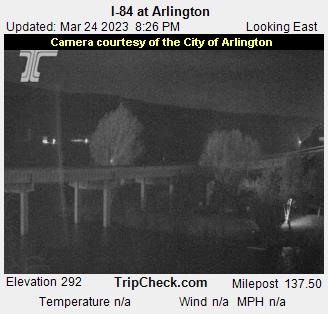 I-84 at Arlington
Updated: Mar 24 2023 8:26 PM Looking East
Camera courtesy of the City of Arlington
Elevation 292 TripCheck.com Milepost 137.50
Temperature n/a Wind n/a MPH n/a